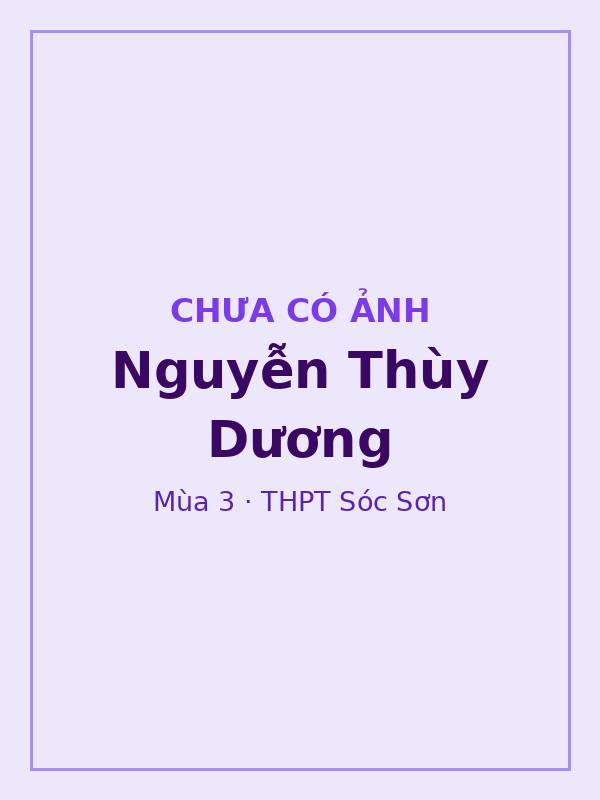 CHƯA CÓ ẢNH
Nguyễn Thùy
Dương
Mùa 3 · THPT Sóc Sơn